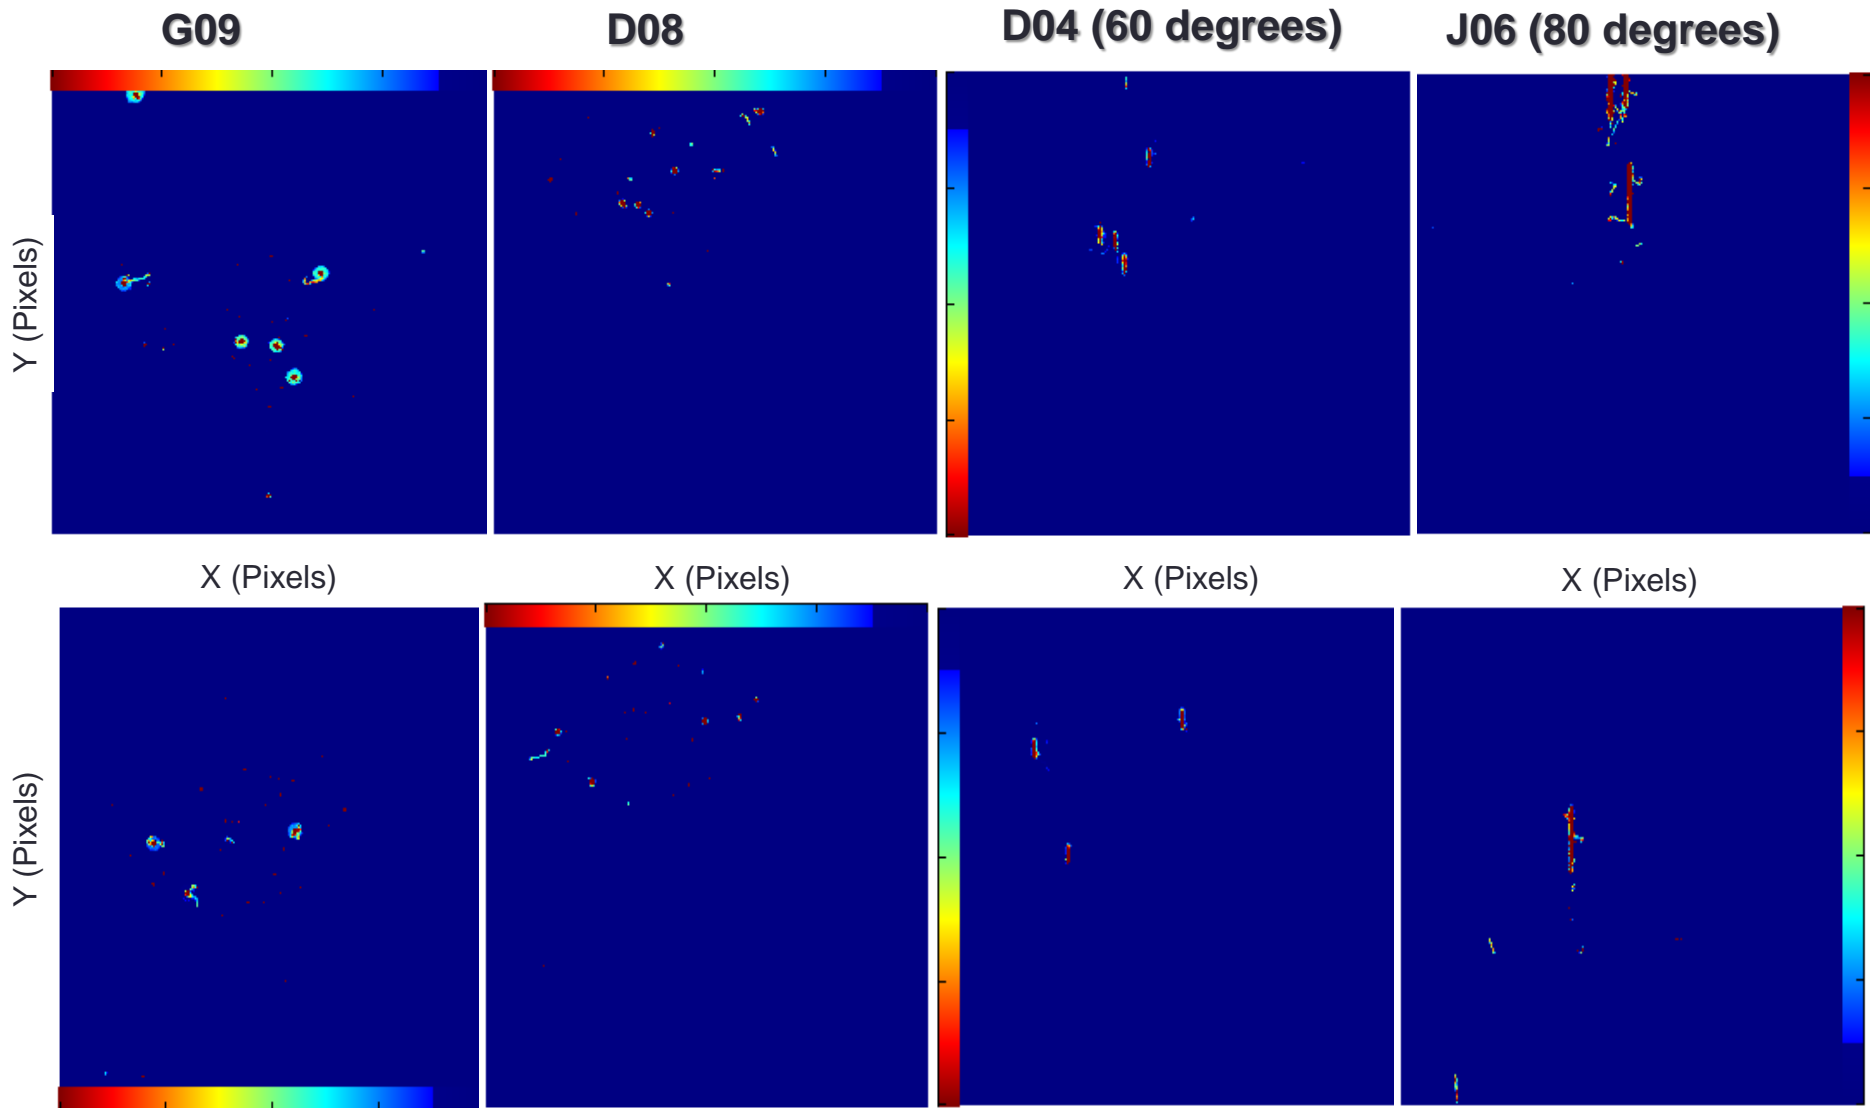 G09
D08
D04 (60 degrees)
J06 (80 degrees)
Y (Pixels)
X (Pixels)
X (Pixels)
X (Pixels)
X (Pixels)
Y (Pixels)